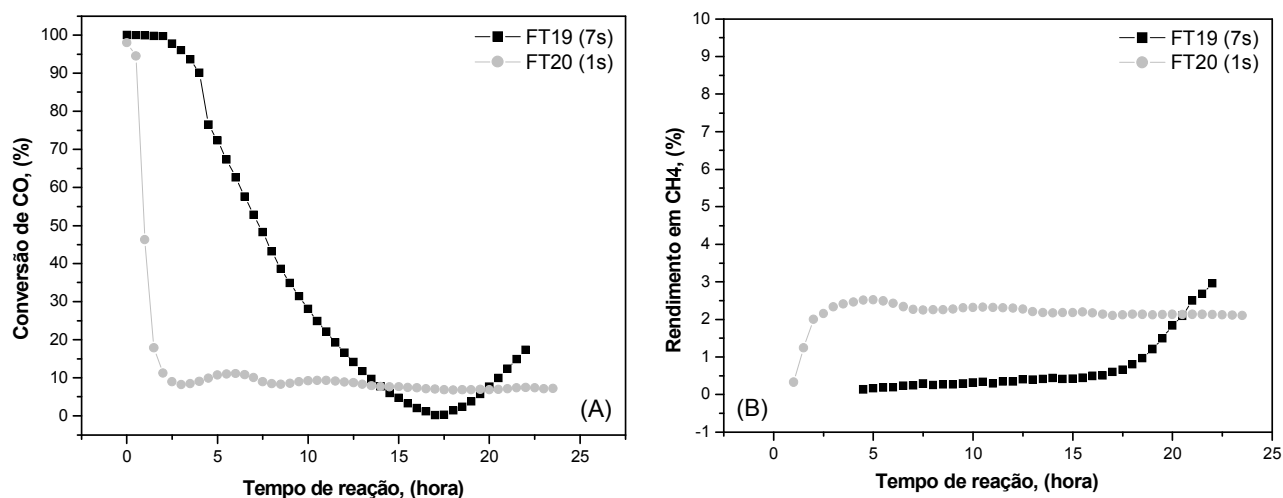 100
90
80
70
60
50
40
30
20
10
0
Conversão de CO, (%)
FT19 (7s)
FT20 (1s)
(A)
0 5 10 15 20 25
Tempo de reação, (hora)
10
9
8
7
6
5
4
3
2
1
0
-1
Rendimento em CH4, (%)
FT19 (7s)
FT20 (1s)
(B)
0 5 10 15 20 25
Tempo de reação, (hora)